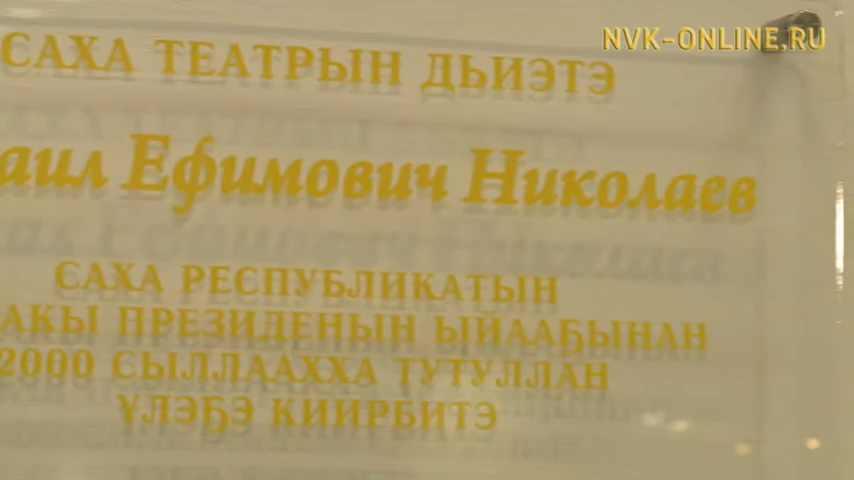 NVK-ONLINE.RU
САХА ТЕАТРЫН ДЬИЭТЭ
Ефимович Николаев
САХА РЕСПУБЛИКАТЫН
ПРЕЗИДЕНЫН ЫЙААҔЫНАН
2000 СЫЛЛААХХА ТУТУЛЛАН
ҮЛЭҔЭ КИИРБИТЭ